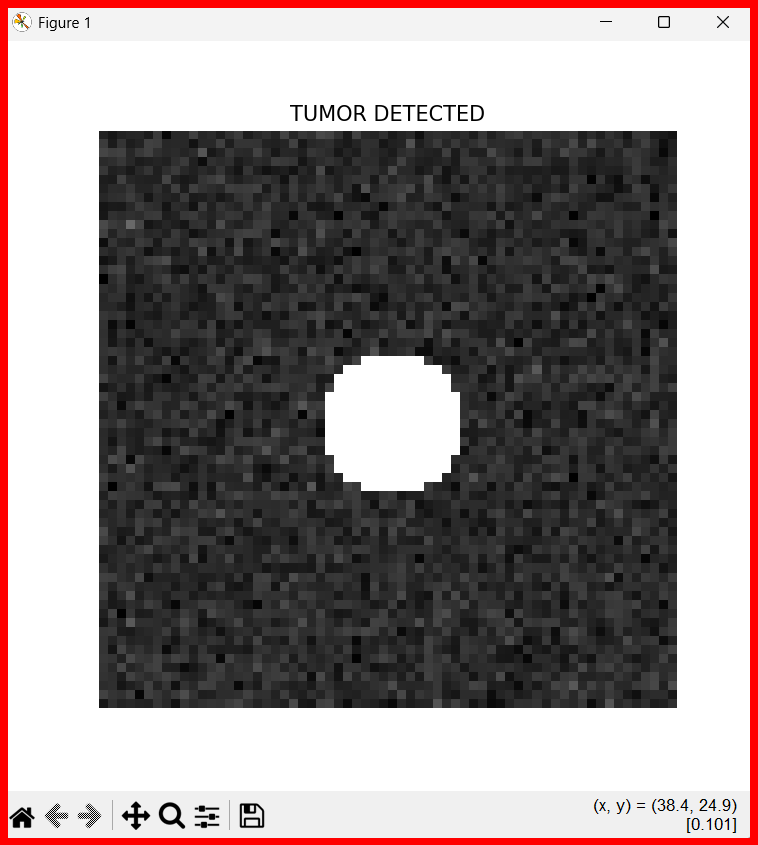 Figure 1
TUMOR DETECTED
(x, y) = (38.4, 24.9)
[0.101]